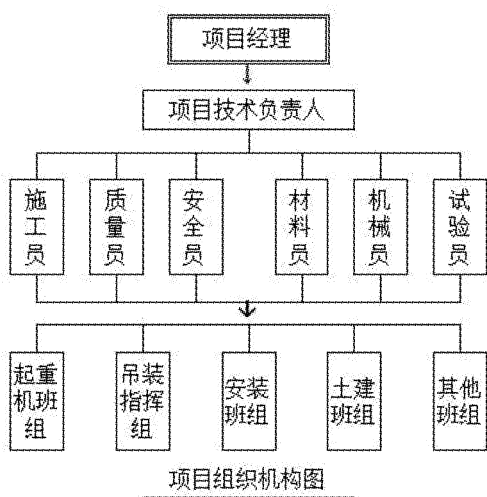 项目经理
项目技术负责人
施工员
质量员
安全员
材料员
机械员
试验员
起重
机班
组
吊装
指挥
组
安装
班组
土建
班组
其他
班组
项目组织机构图